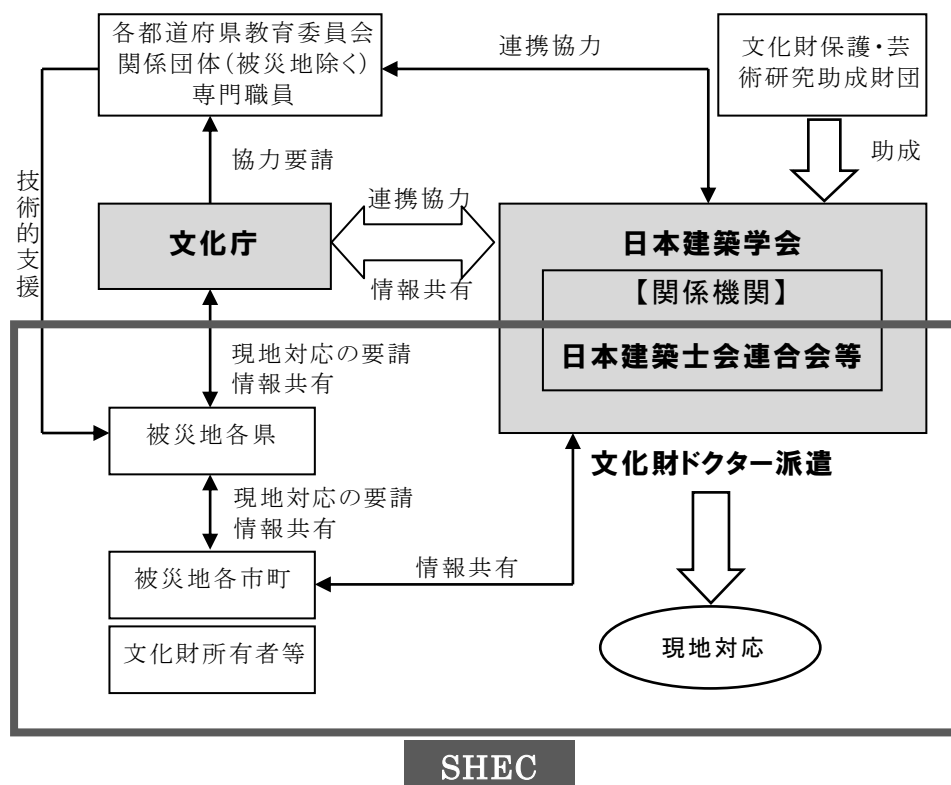 各都道府県教育委員会
関係団体（被災地除く）
専門職員
連携協力
文化財保護・芸
術研究助成財団
協力要請
助成
技術的支援
連携協力
文化庁
日本建築学会
情報共有
【関係機関】
日本建築士会連合会等
現地対応の要請
情報共有
被災地各県
文化財ドクター派遣
現地対応の要請
情報共有
被災地各市町
情報共有
文化財所有者等
現地対応
SHEC